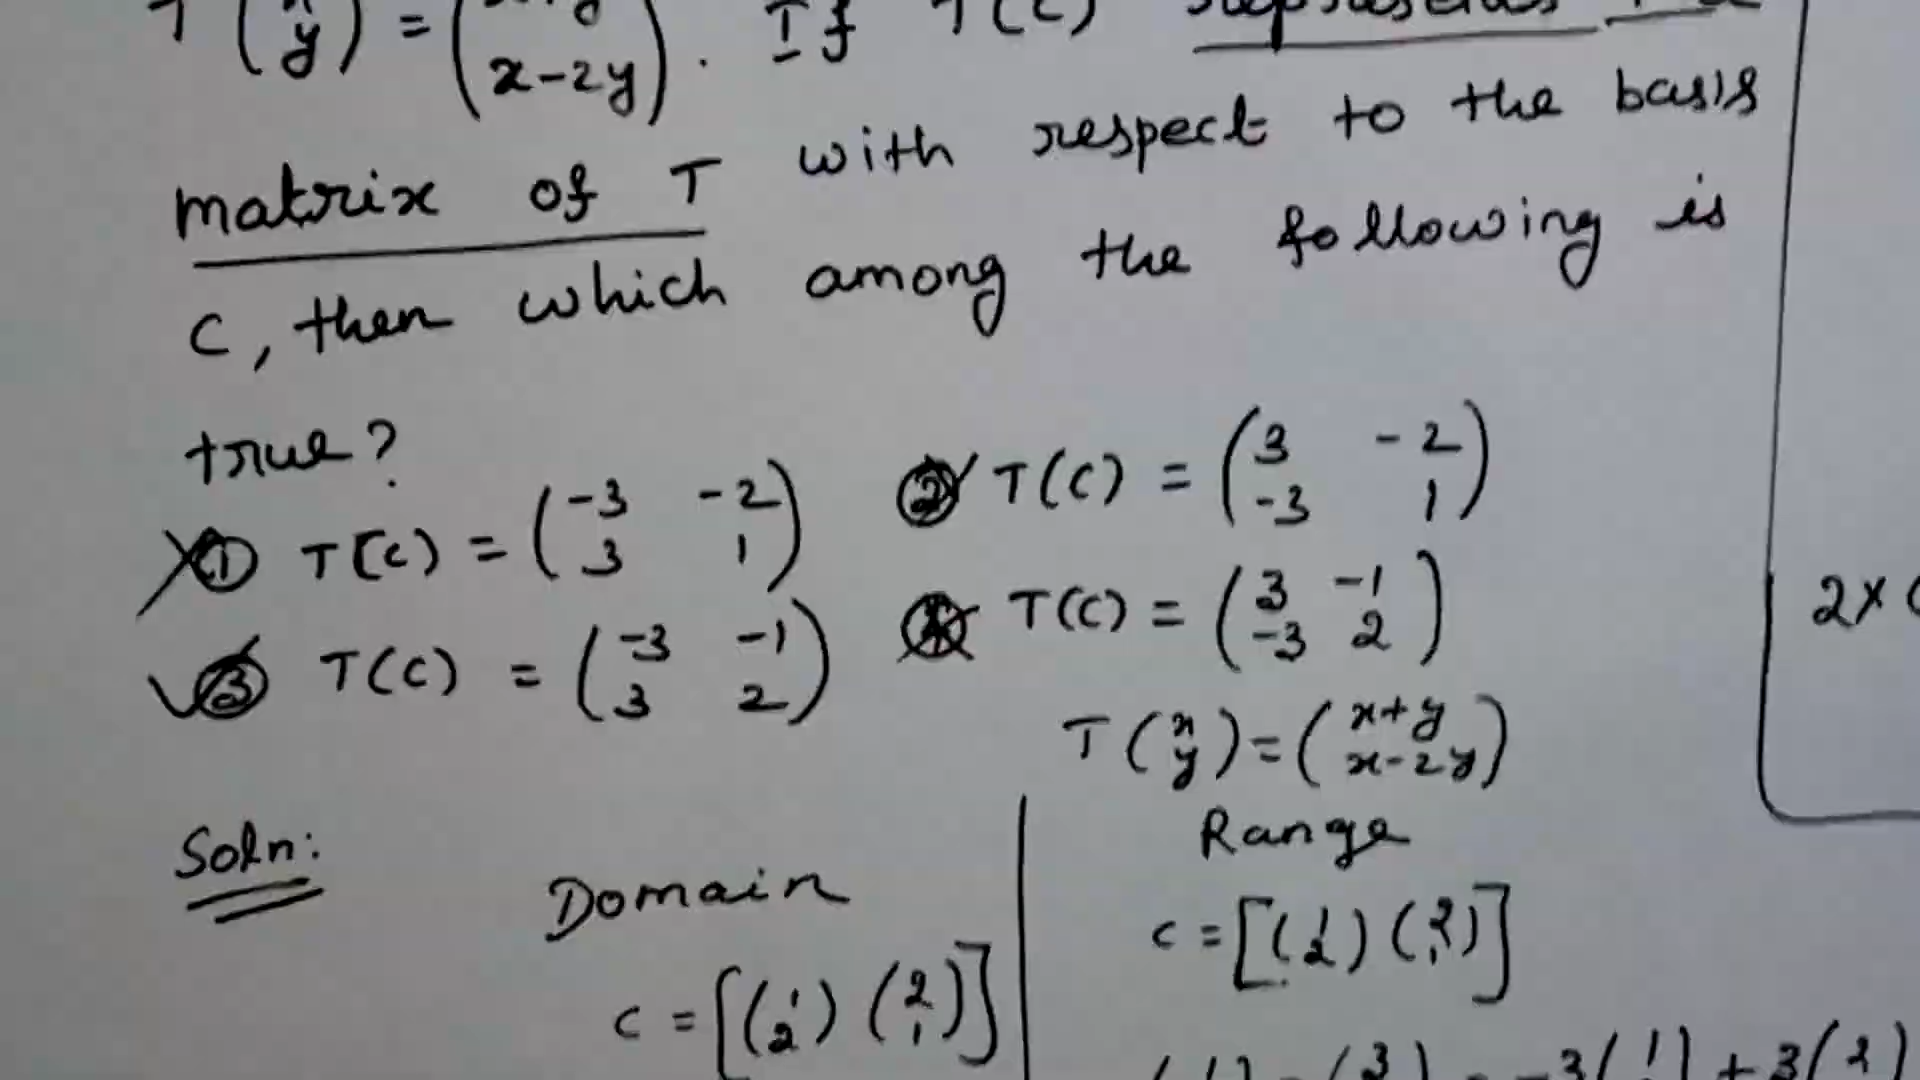 T (x y) = (x+y x-2y). If T(C) represents
matrix of T with respect to the basis
C, then which among the following is
true?
① T[C) = (-3 -2 3 1) ② T(C) = (3 -2 -3 1)
③ T(C) = (-3 -1 3 2) ④ T(C) = (3 -1 -3 2)
2x
T (x y) = (x+y x-2y)
Soln:
Domain
Range
C = [(1 2) (2 1)]
C = [(1 2) (2 1)]